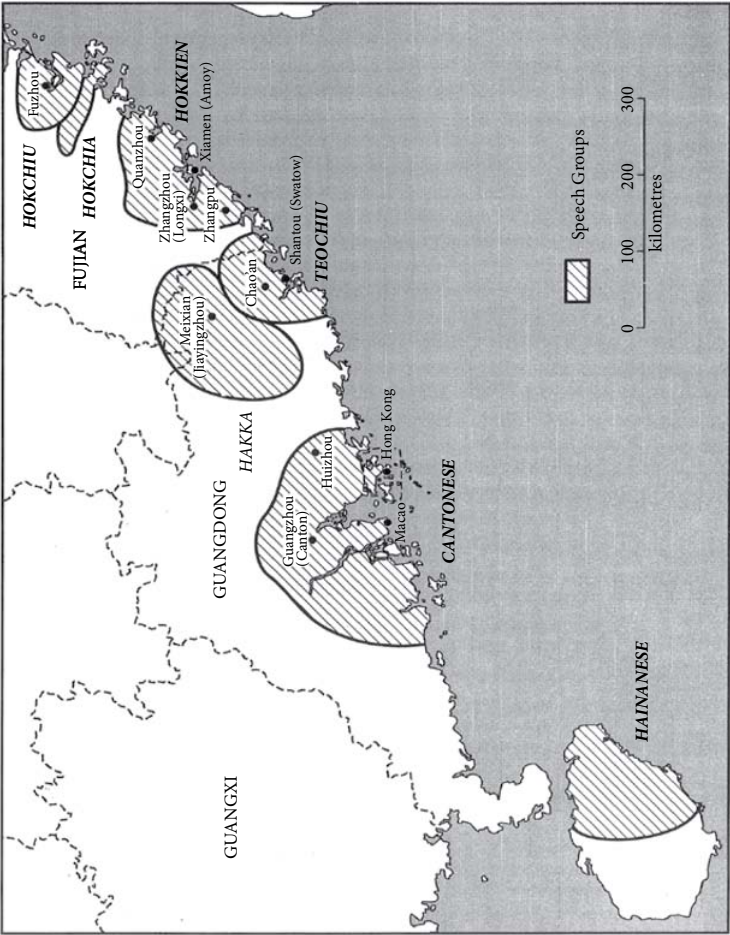 HOKCHIU
Fuzhou
HOKCHIA
FUJIAN
HOKKIEN
Quanzhou
Xiamen (Amoy)
Zhangzhou
(Longxi)
Zhangpu
Shantou (Swatow)
TEOCHIU
Chao'an
Meixian
(Jiayingzhou)
HAKKA
GUANGDONG
Huizhou
Hong Kong
Guangzhou
(Canton)
Macao
CANTONESE
GUANGXI
HAINANESE
Speech Groups
0 100 200 300
kilometres